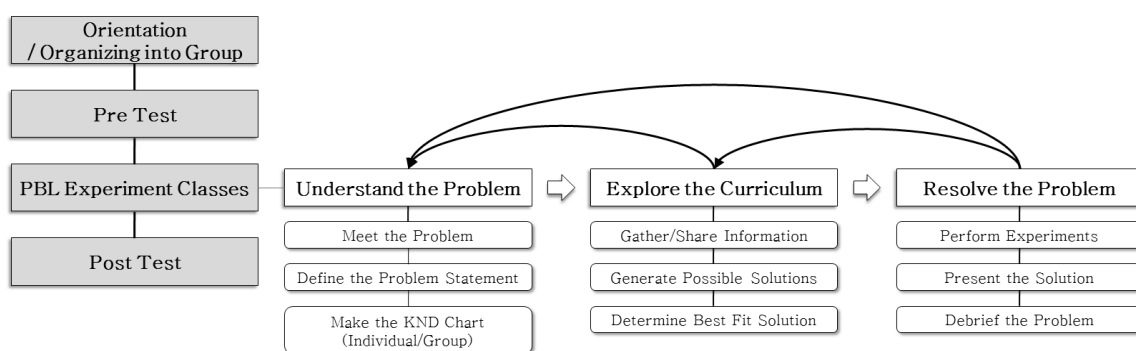 Orientation
/ Organizing into Group
Pre Test
PBL Experiment Classes
Post Test
Understand the Problem
Meet the Problem
Define the Problem Statement
Make the KND Chart
(Individual/Group)
Explore the Curriculum
Gather/Share Information
Generate Possible Solutions
Determine Best Fit Solution
Resolve the Problem
Perform Experiments
Present the Solution
Debrief the Problem